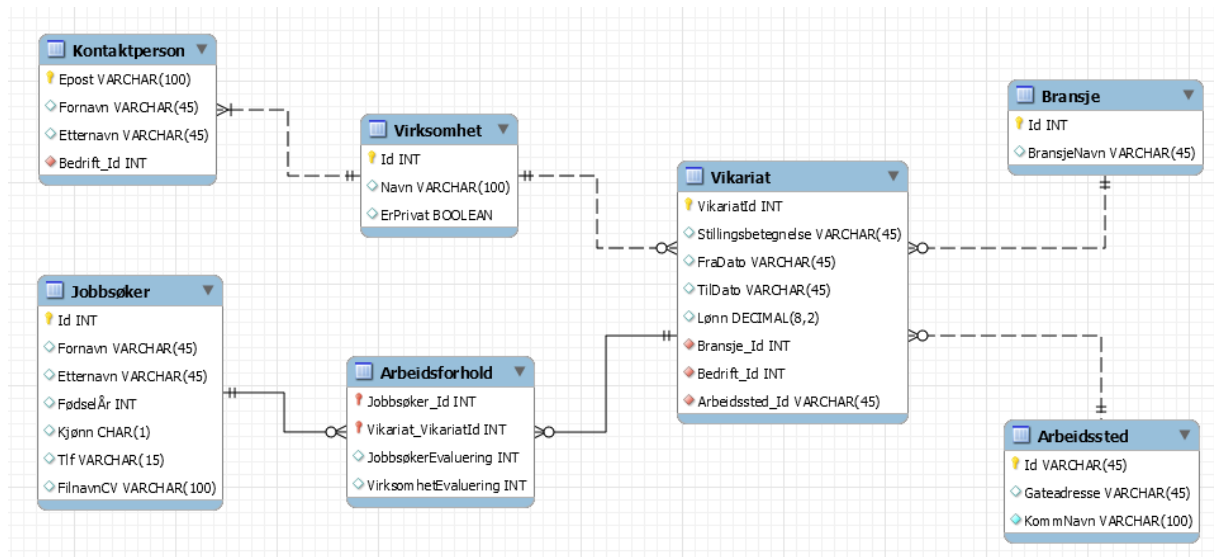 Kontaktperson
Epost VARCHAR(100)
Fornavn VARCHAR(45)
Etternavn VARCHAR(45)
Bedrift_Id INT
Virksomhet
Id INT
Navn VARCHAR(100)
ErPrivat BOOLEAN
Bransje
Id INT
BransjeNavn VARCHAR(45)
Vikariat
VikariatId INT
Stillingsbetegnelse VARCHAR(45)
FraDato VARCHAR(45)
TilDato VARCHAR(45)
Lønn DECIMAL(8,2)
Bransje_Id INT
Bedrift_Id INT
Arbeidssted_Id VARCHAR(45)
Jobbsøker
Id INT
Fornavn VARCHAR(45)
Etternavn VARCHAR(45)
FødselÅr INT
Kjønn CHAR(1)
Tlf VARCHAR(15)
FilnavnCV VARCHAR(100)
Arbeidsforhold
Jobbsøker_Id INT
Vikariat_VikariatId INT
JobbsøkerEvaluering INT
VirksomhetEvaluering INT
Arbeidssted
Id VARCHAR(45)
Gateadresse VARCHAR(45)
KommNavn VARCHAR(100)